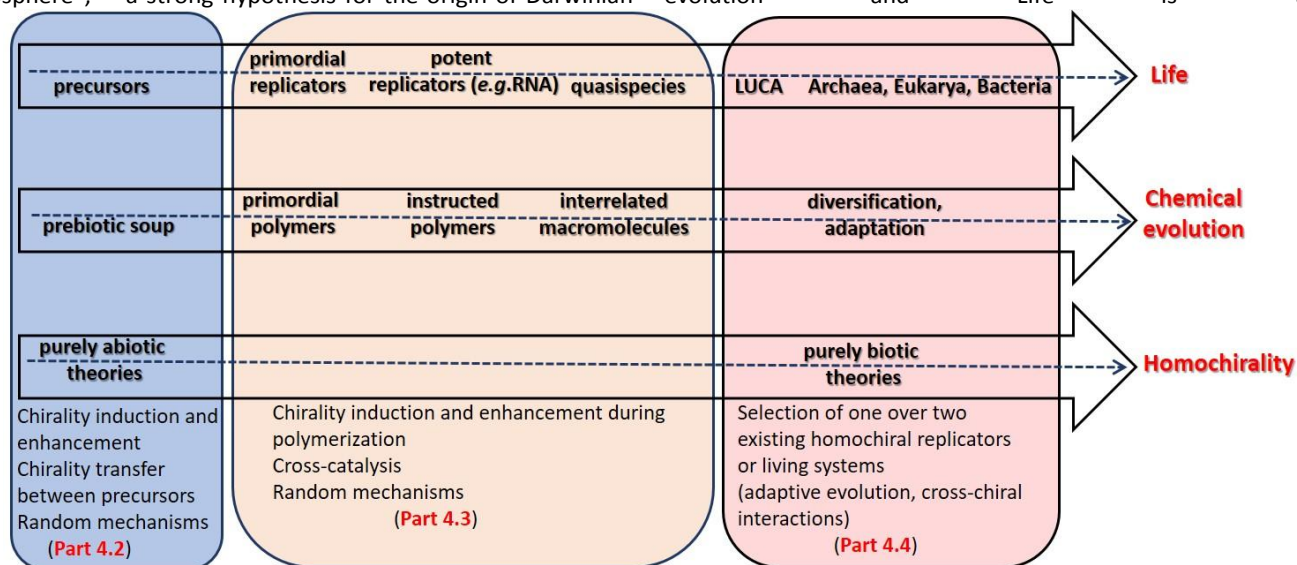 sphere", a strong hypothesis for the origin of Darwinian evolution and Life is
primordial potent
precursors replicators replicators (e.g.RNA) quasispecies LUCA Archaea, Eukarya, Bacteria
Life
primordial instructed interrelated diversification,
prebiotic soup polymers polymers macromolecules adaptation
Chemical
evolution
purely abiotic
theories
purely biotic
theories
Homochirality
Chirality induction and
enhancement
Chirality transfer
between precursors
Random mechanisms
(Part 4.2)
Chirality induction and enhancement during
polymerization
Cross-catalysis
Random mechanisms
(Part 4.3)
Selection of one over two
existing homochiral replicators
or living systems
(adaptive evolution, cross-chiral
interactions)
(Part 4.4)